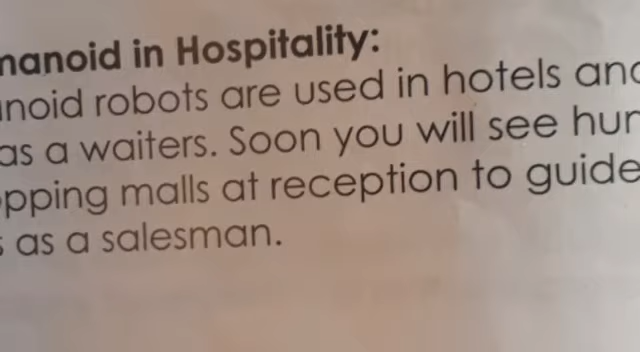 manoid in Hospitality:
noid robots are used in hotels and
as a waiters. Soon you will see hum
pping malls at reception to guide
s as a salesman.